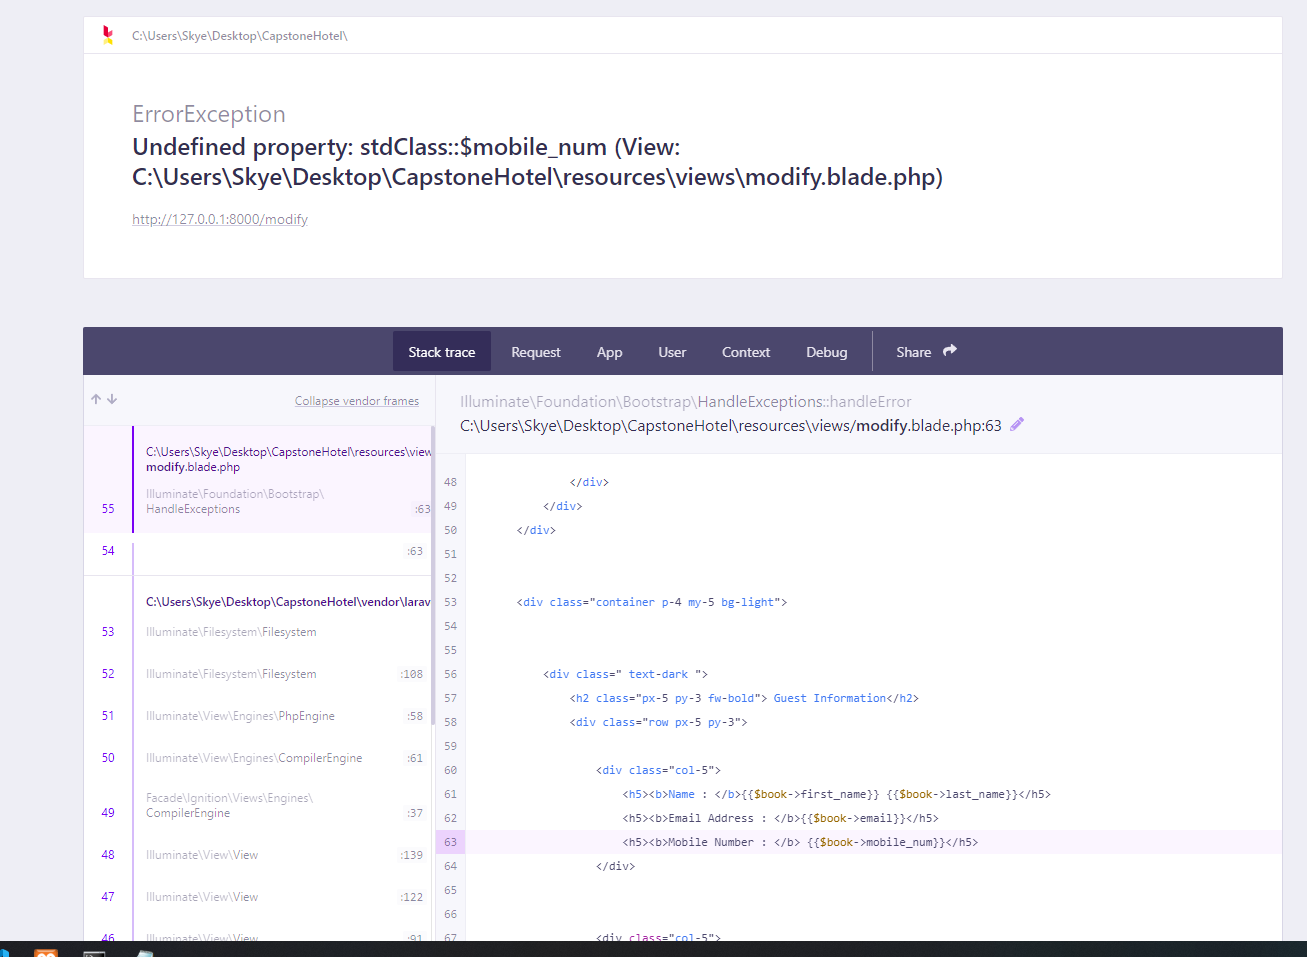 C:\Users\Skye\Desktop\CapstoneHotel\
ErrorException
Undefined property: stdClass::$mobile_num (View:
C:\Users\Skye\Desktop\CapstoneHotel\resources\views\modify.blade.php)
http://127.0.0.1:8000/modify
Stack trace Request App User Context Debug Share
Collapse vendor frames
C:\Users\Skye\Desktop\CapstoneHotel\resources\view
modify.blade.php
Illuminate\Foundation\Bootstrap\
55 HandleExceptions :63
54 :63
C:\Users\Skye\Desktop\CapstoneHotel\vendor\larav
53 Illuminate\Filesystem\Filesystem
52 Illuminate\Filesystem\Filesystem :108
51 Illuminate\View\Engines\PhpEngine :58
50 Illuminate\View\Engines\CompilerEngine :61
Facade\Ignition\Views\Engines\
49 CompilerEngine :37
48 Illuminate\View\View :139
47 Illuminate\View\View :122
46 Illuminate\View\View :91
Illuminate\Foundation\Bootstrap\HandleExceptions::handleError
C:\Users\Skye\Desktop\CapstoneHotel\resources\views/modify.blade.php:63
48 </div>
49 </div>
50 </div>
51
52
53 <div class="container p-4 my-5 bg-light">
54
55
56 <div class=" text-dark ">
57 <h2 class="px-5 py-3 fw-bold"> Guest Information</h2>
58 <div class="row px-5 py-3">
59
60 <div class="col-5">
61 <h5><b>Name : </b>{{$book->first_name}} {{$book->last_name}}</h5>
62 <h5><b>Email Address : </b>{{$book->email}}</h5>
63 <h5><b>Mobile Number : </b> {{$book->mobile_num}}</h5>
64 </div>
65
66
67 <div class="col-5">